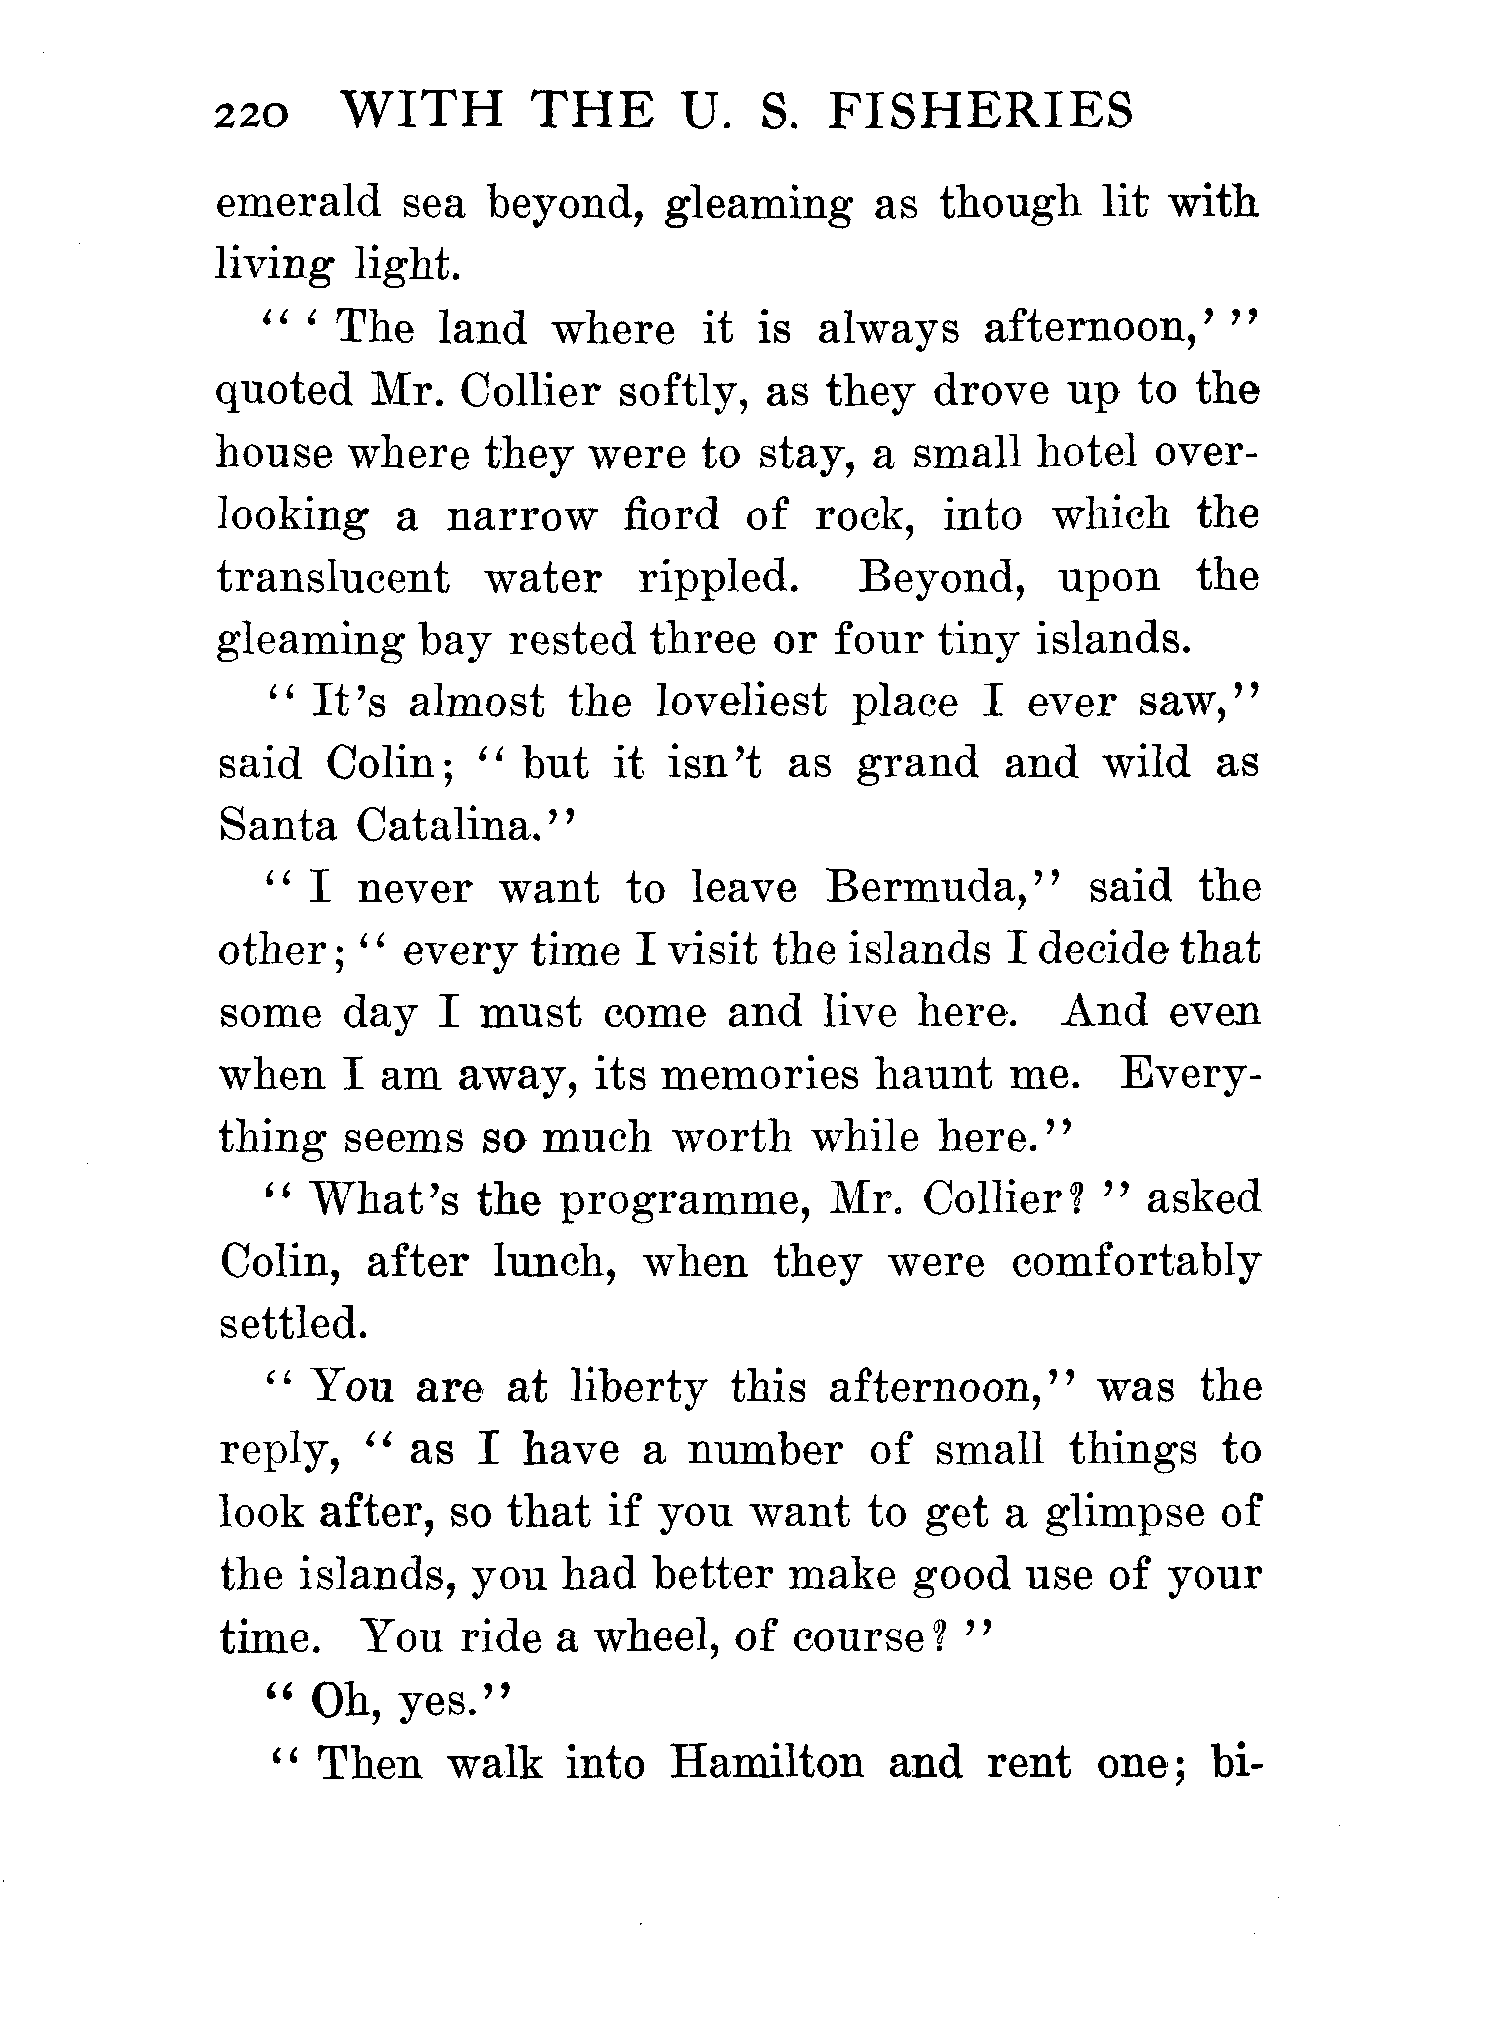 220 WITH THE U. S. FISHERIES
emerald sea beyond, gleaming as though lit with
living light.
" ' The land where it is always afternoon,' "
quoted Mr. Collier softly, as they drove up to the
house where they were to stay, a small hotel over-
looking a narrow fiord of rock, into which the
translucent water rippled. Beyond, upon the
gleaming bay rested three or four tiny islands.
" It's almost the loveliest place I ever saw,"
said Colin; " but it isn't as grand and wild as
Santa Catalina."
" I never want to leave Bermuda," said the
other; " every time I visit the islands I decide that
some day I must come and live here. And even
when I am away, its memories haunt me. Every-
thing seems so much worth while here."
" What's the programme, Mr. Collier? " asked
Colin, after lunch, when they were comfortably
settled.
" You are at liberty this afternoon," was the
reply, " as I have a number of small things to
look after, so that if you want to get a glimpse of
the islands, you had better make good use of your
time. You ride a wheel, of course? "
" Oh, yes."
" Then walk into Hamilton and rent one; bi-